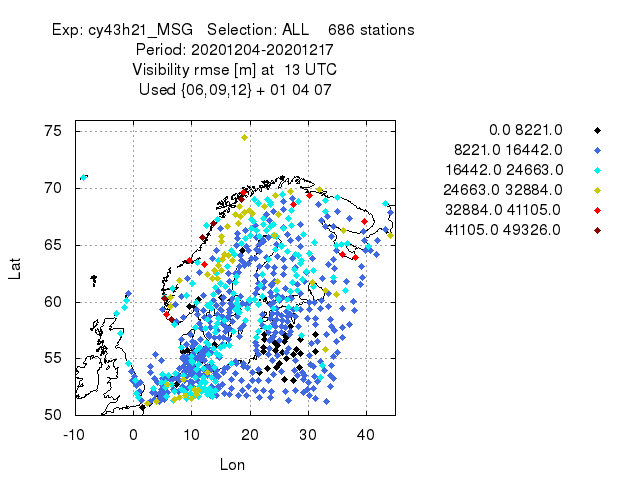 Exp: cy43h21_MSG Selection: ALL 686 stations
Period: 20201204-20201217
Visibility rmse [m] at 13 UTC
Used {06,09,12} + 01 04 07
0.0 8221.0
8221.0 16442.0
16442.0 24663.0
24663.0 32884.0
32884.0 41105.0
41105.0 49326.0
75
70
65
60
55
50
Lat
-10 0 10 20 30 40
Lon